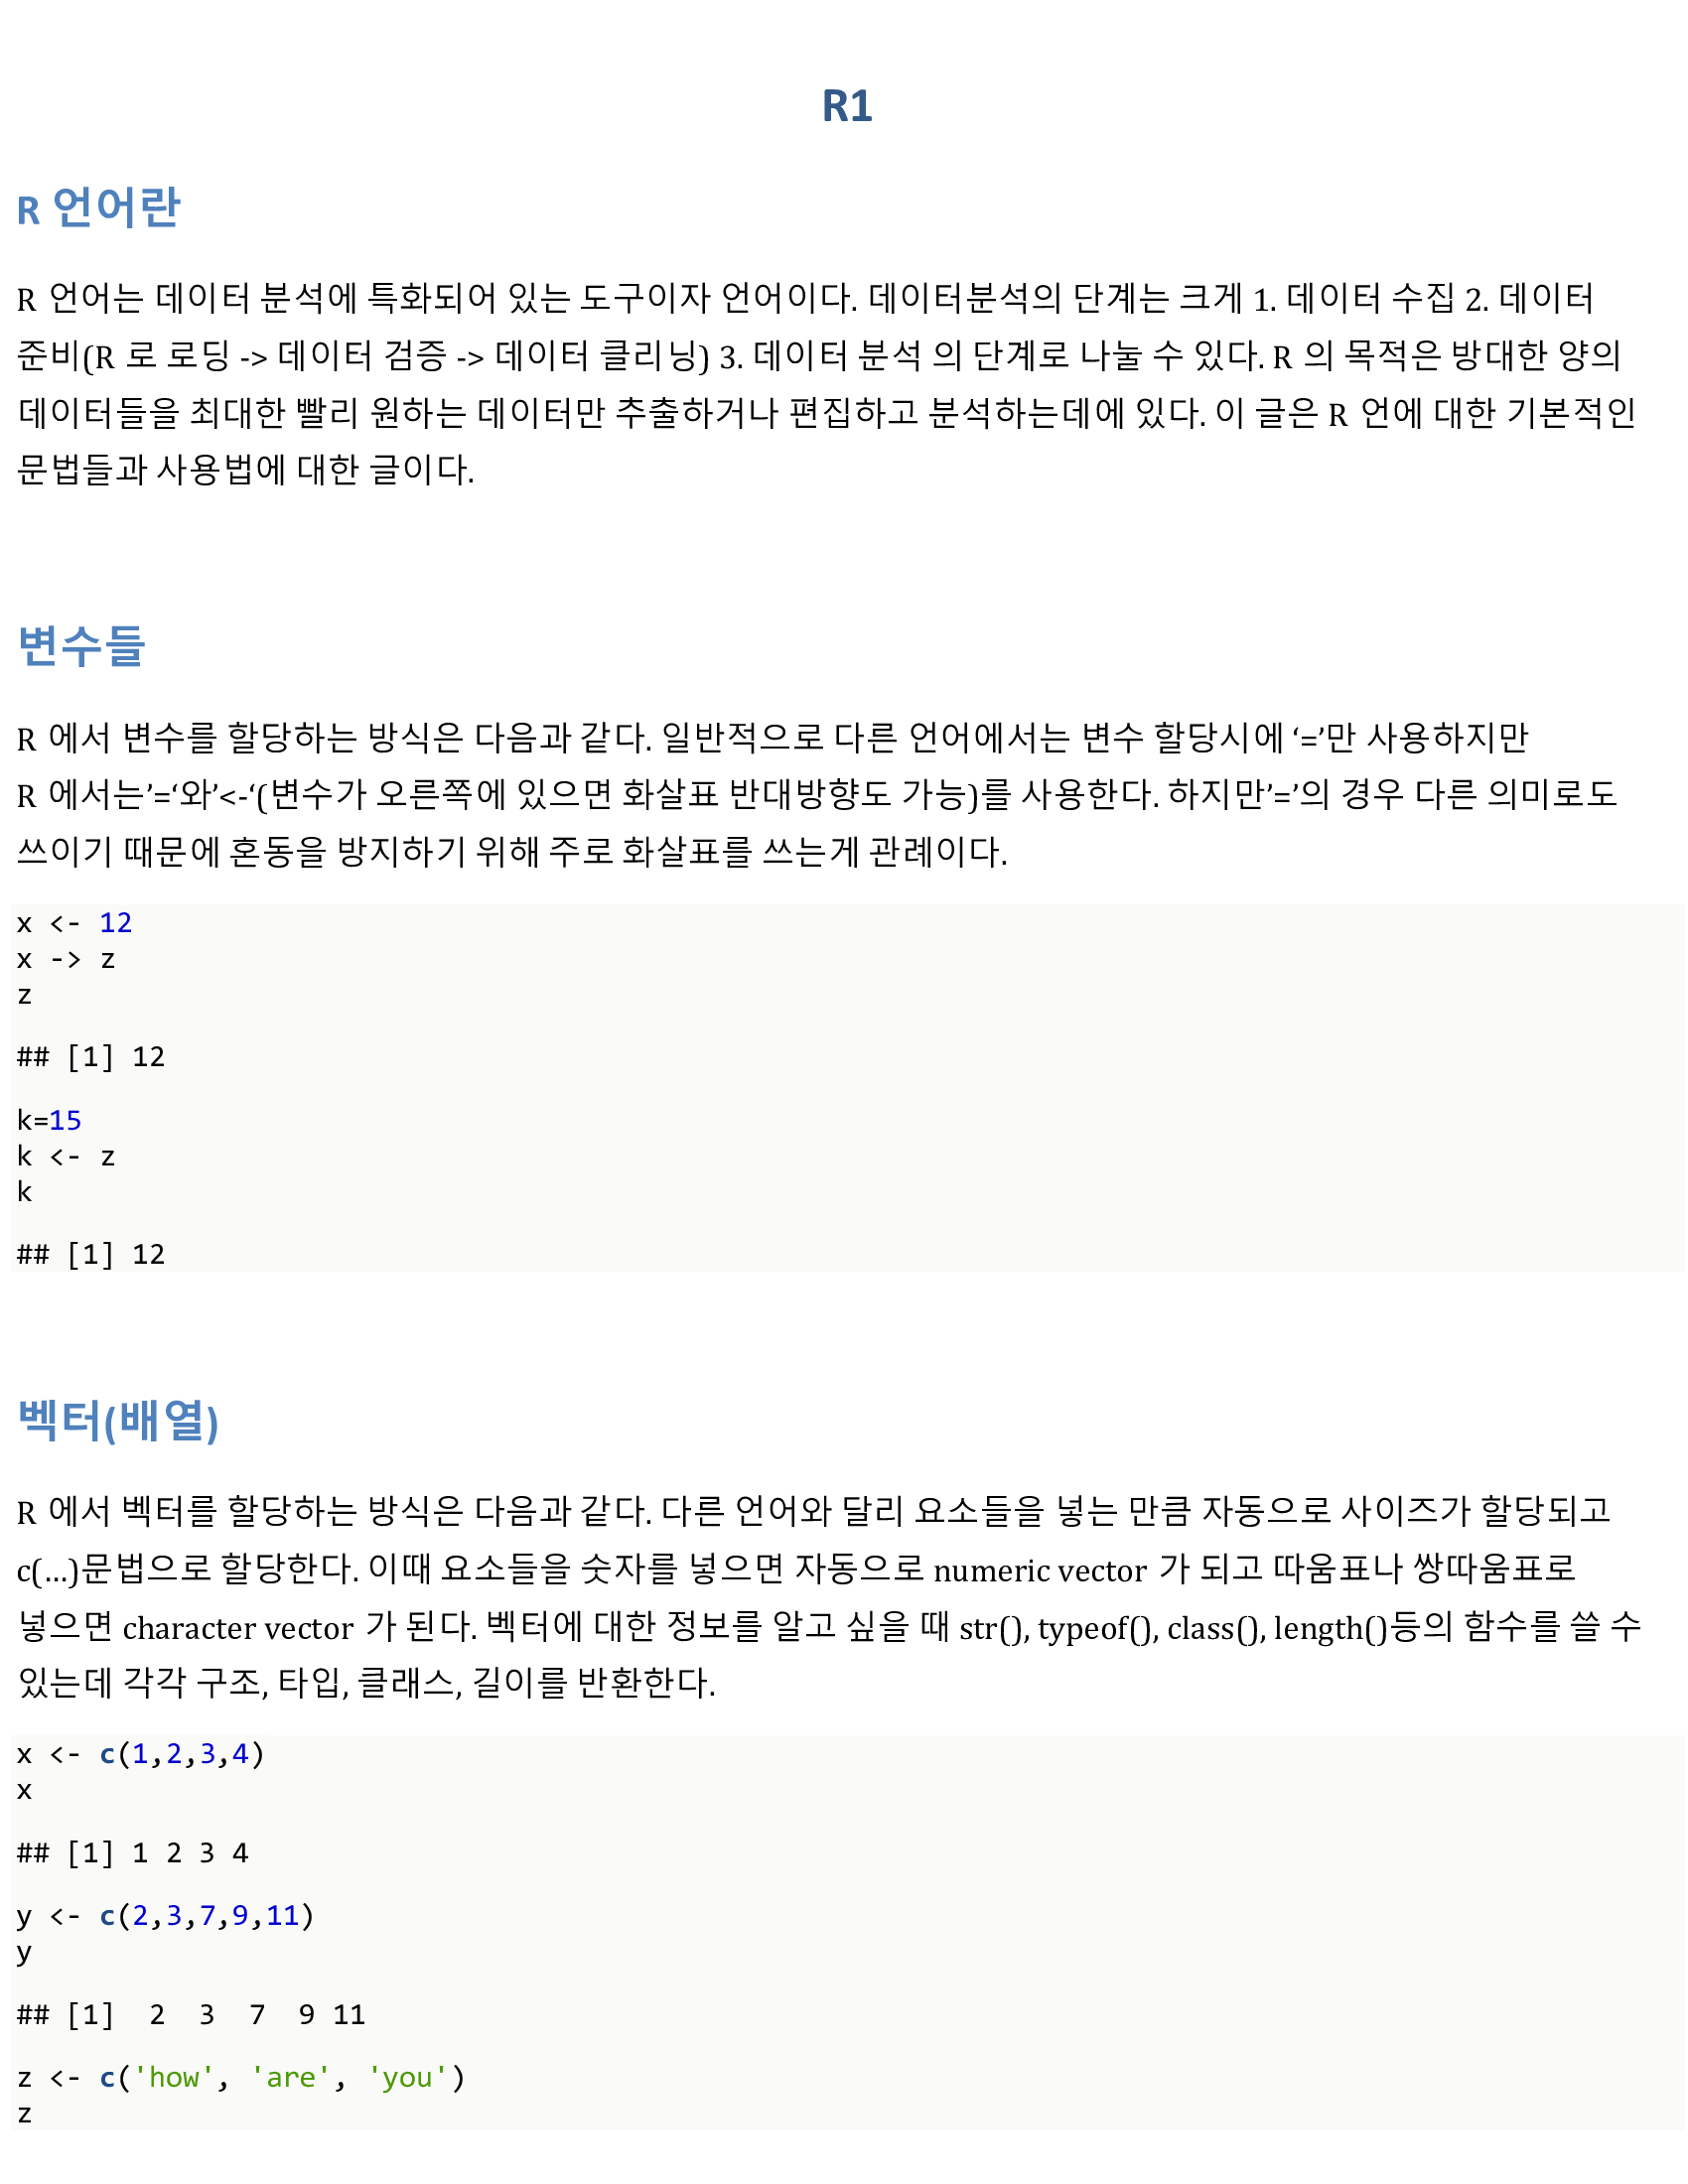 R1
R 언어란
R 언어는 데이터 분석에 특화되어 있는 도구이자 언어이다. 데이터분석의 단계는 크게 1. 데이터 수집 2. 데이터
준비(R 로 로딩 -> 데이터 검증 -> 데이터 클리닝) 3. 데이터 분석 의 단계로 나눌 수 있다. R 의 목적은 방대한 양의
데이터들을 최대한 빨리 원하는 데이터만 추출하거나 편집하고 분석하는데에 있다. 이 글은 R 언에 대한 기본적인
문법들과 사용법에 대한 글이다.
변수들
R 에서 변수를 할당하는 방식은 다음과 같다. 일반적으로 다른 언어에서는 변수 할당시에 ‘=’만 사용하지만
R 에서는’=‘와’<-‘(변수가 오른쪽에 있으면 화살표 반대방향도 가능)를 사용한다. 하지만’=’의 경우 다른 의미로도
쓰이기 때문에 혼동을 방지하기 위해 주로 화살표를 쓰는게 관례이다.
x <- 12
x -> z
z
## [1] 12
k=15
k <- z
k
## [1] 12
벡터(배열)
R 에서 벡터를 할당하는 방식은 다음과 같다. 다른 언어와 달리 요소들을 넣는 만큼 자동으로 사이즈가 할당되고
c(…)문법으로 할당한다. 이때 요소들을 숫자를 넣으면 자동으로 numeric vector 가 되고 따움표나 쌍따움표로
넣으면 character vector 가 된다. 벡터에 대한 정보를 알고 싶을 때 str(), typeof(), class(), length()등의 함수를 쓸 수
있는데 각각 구조, 타입, 클래스, 길이를 반환한다.
x <- c(1,2,3,4)
x
## [1] 1 2 3 4
y <- c(2,3,7,9,11)
y
## [1]  2  3  7  9 11
z <- c('how', 'are', 'you')
z